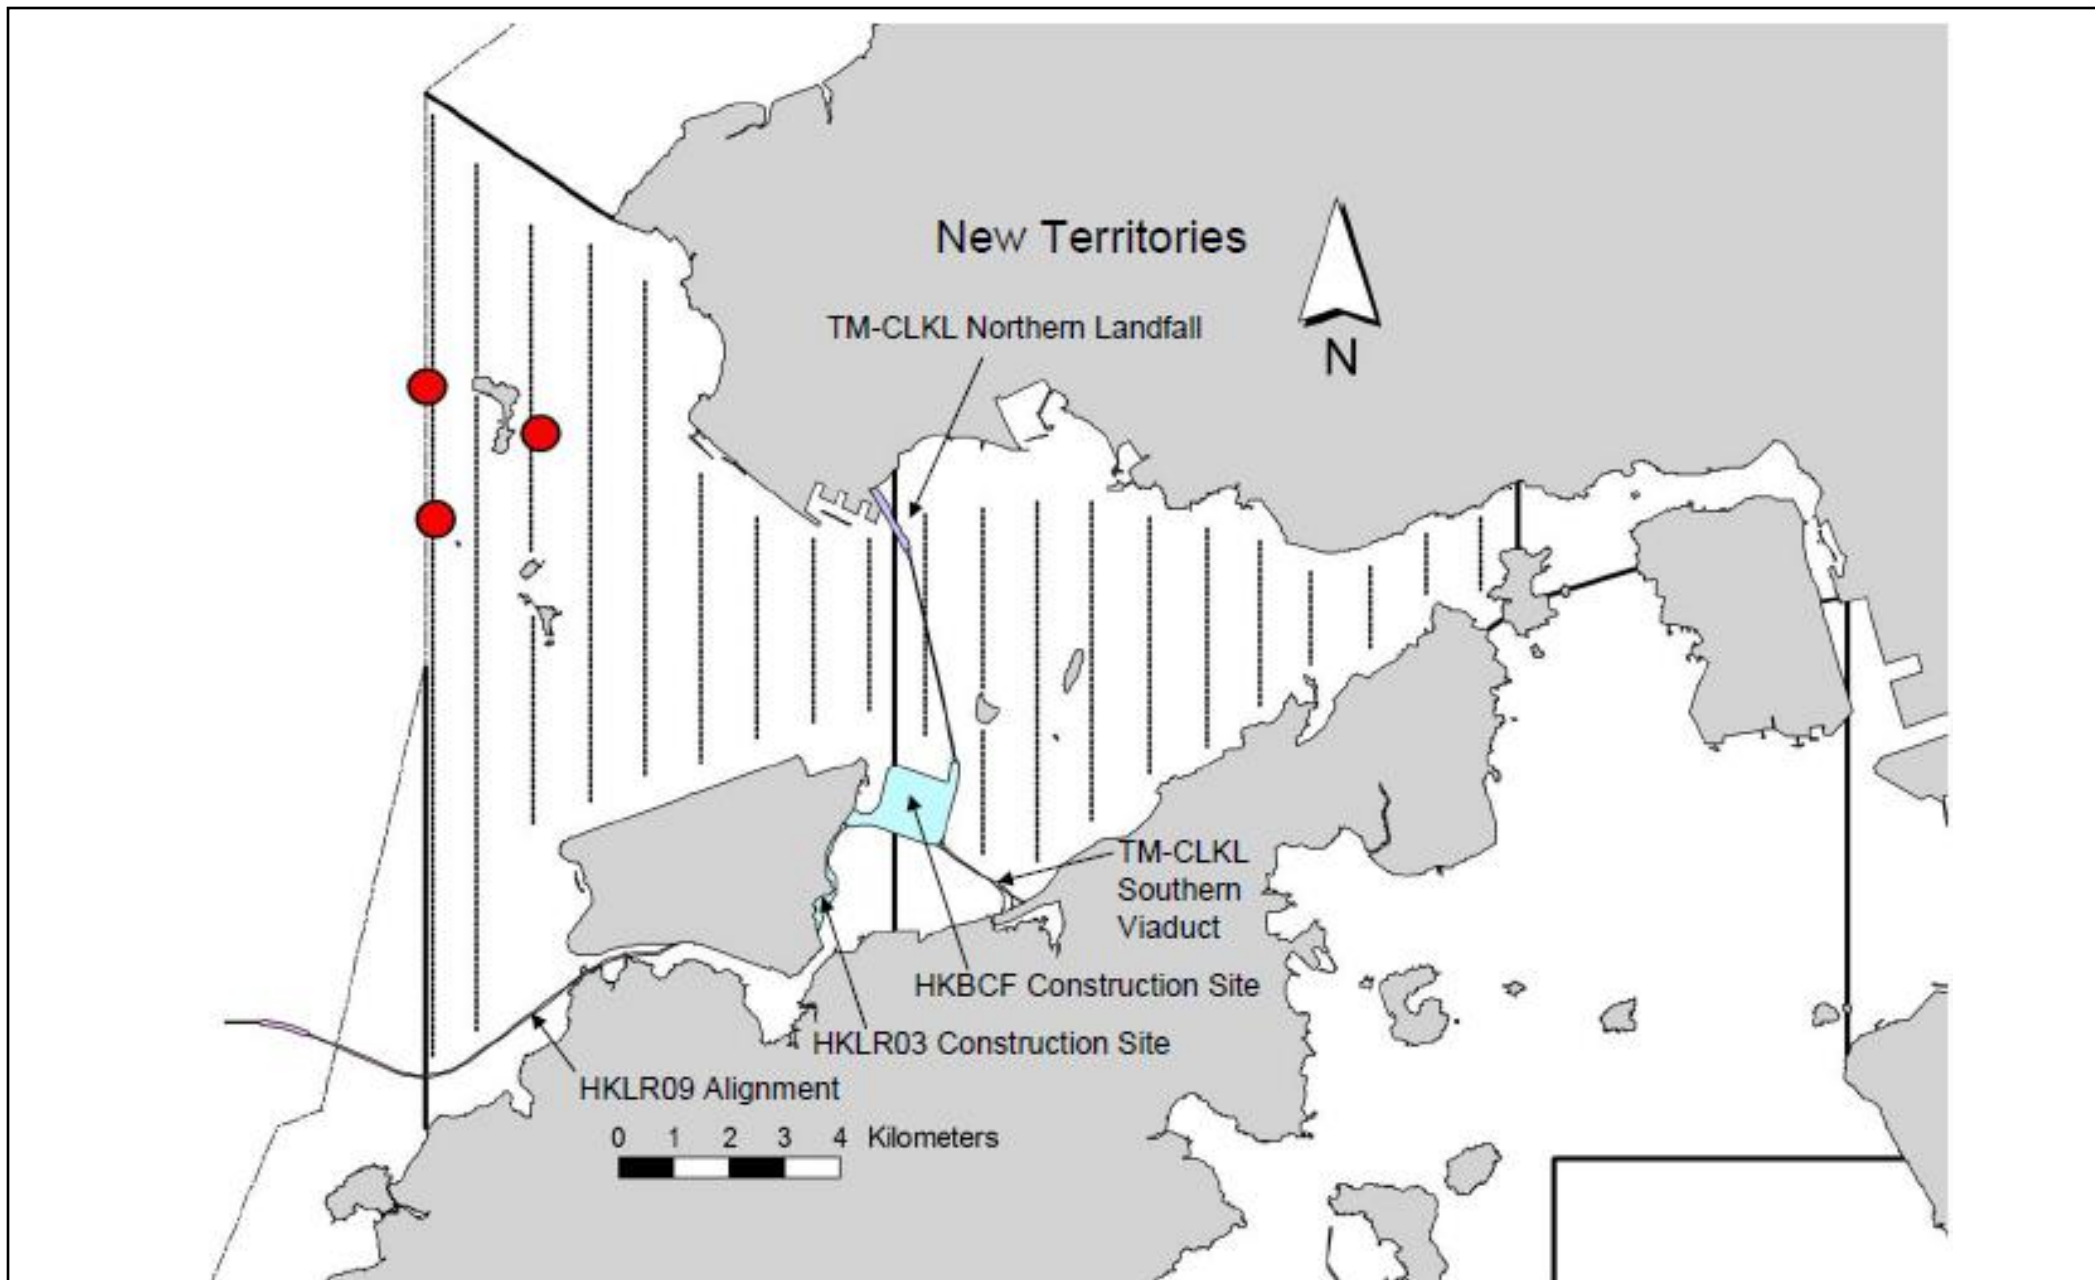 New Territories
TM-CLKL Northern Landfall
N
TM-CLKL
Southern
Viaduct
HKBCF Construction Site
HKLR03 Construction Site
HKLR09 Alignment
0 1 2 3 4 Kilometers